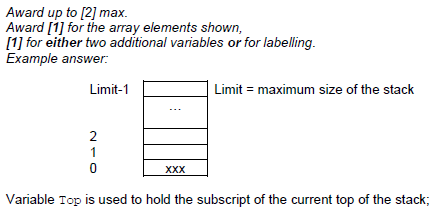 Award up to [2] max.
Award [1] for the array elements shown,
[1] for either two additional variables or for labelling.
Example answer:
Limit-1 Limit = maximum size of the stack
...
2
1
0 xxx
Variable Top is used to hold the subscript of the current top of the stack;